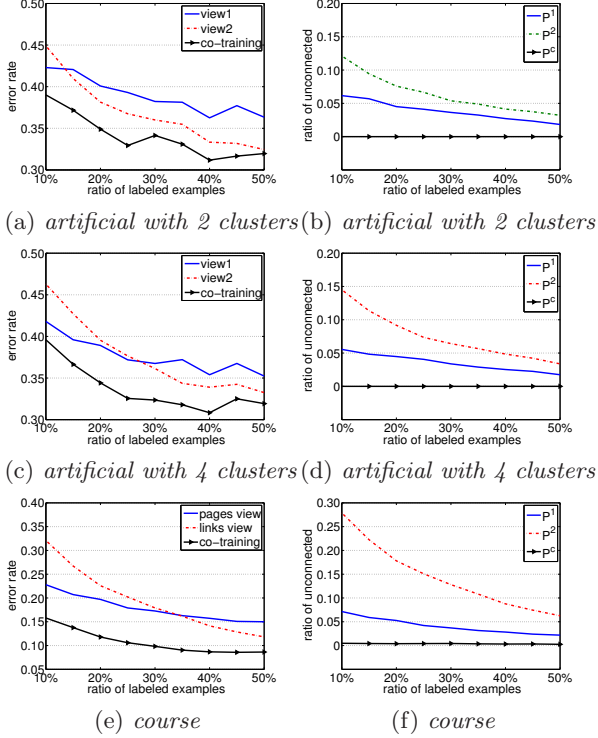 0.50
0.45
0.40
0.35
0.30
error rate
view1
view2
co-training
10% 20% 30% 40% 50%
ratio of labeled examples
0.20
0.15
0.10
0.05
0
ratio of unconnected
P1
P2
Pc
10% 20% 30% 40% 50%
ratio of labeled examples
(a) artificial with 2 clusters
(b) artificial with 2 clusters
0.50
0.45
0.40
0.35
0.30
error rate
view1
view2
co-training
10% 20% 30% 40% 50%
ratio of labeled examples
0.20
0.15
0.10
0.05
0
ratio of unconnected
P1
P2
Pc
10% 20% 30% 40% 50%
ratio of labeled examples
(c) artificial with 4 clusters
(d) artificial with 4 clusters
0.40
0.35
0.30
0.25
0.20
0.15
0.10
0.05
error rate
pages view
links view
co-training
10% 20% 30% 40% 50%
ratio of labeled examples
0.30
0.25
0.20
0.15
0.10
0.05
0
ratio of unconnected
P1
P2
Pc
10% 20% 30% 40% 50%
ratio of labeled examples
(e) course
(f) course